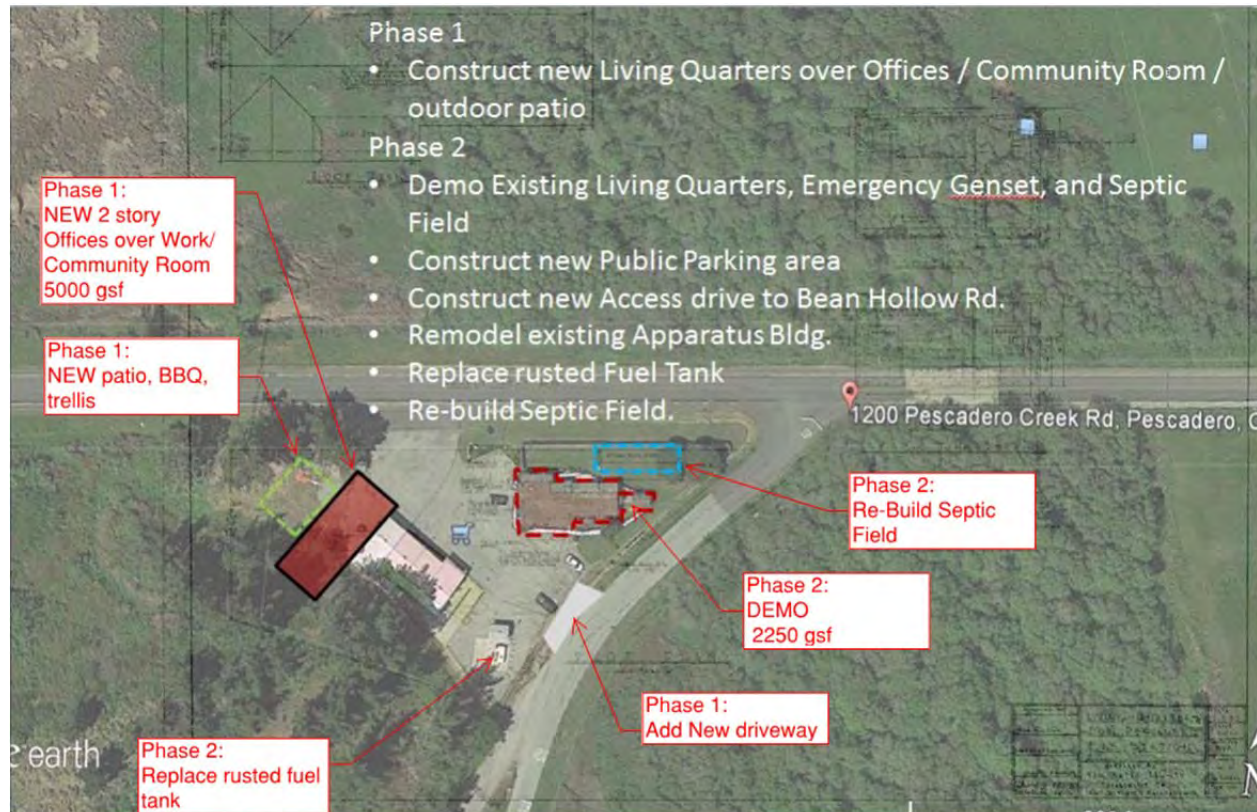 Phase 1
• Construct new Living Quarters over Offices / Community Room /
outdoor patio
Phase 2
• Demo Existing Living Quarters, Emergency Genset, and Septic
Field
• Construct new Public Parking area
• Construct new Access drive to Bean Hollow Rd.
• Remodel existing Apparatus Bldg.
• Replace rusted Fuel Tank
• Re-build Septic Field.
Phase 1:
NEW 2 story
Offices over Work/
Community Room
5000 gsf
Phase 1:
NEW patio, BBQ,
trellis
1200 Pescadero Creek Rd, Pescadero, C
Phase 2:
Re-Build Septic
Field
Phase 2:
DEMO
2250 gsf
Phase 1:
Add New driveway
Phase 2:
Replace rusted fuel
tank
e earth